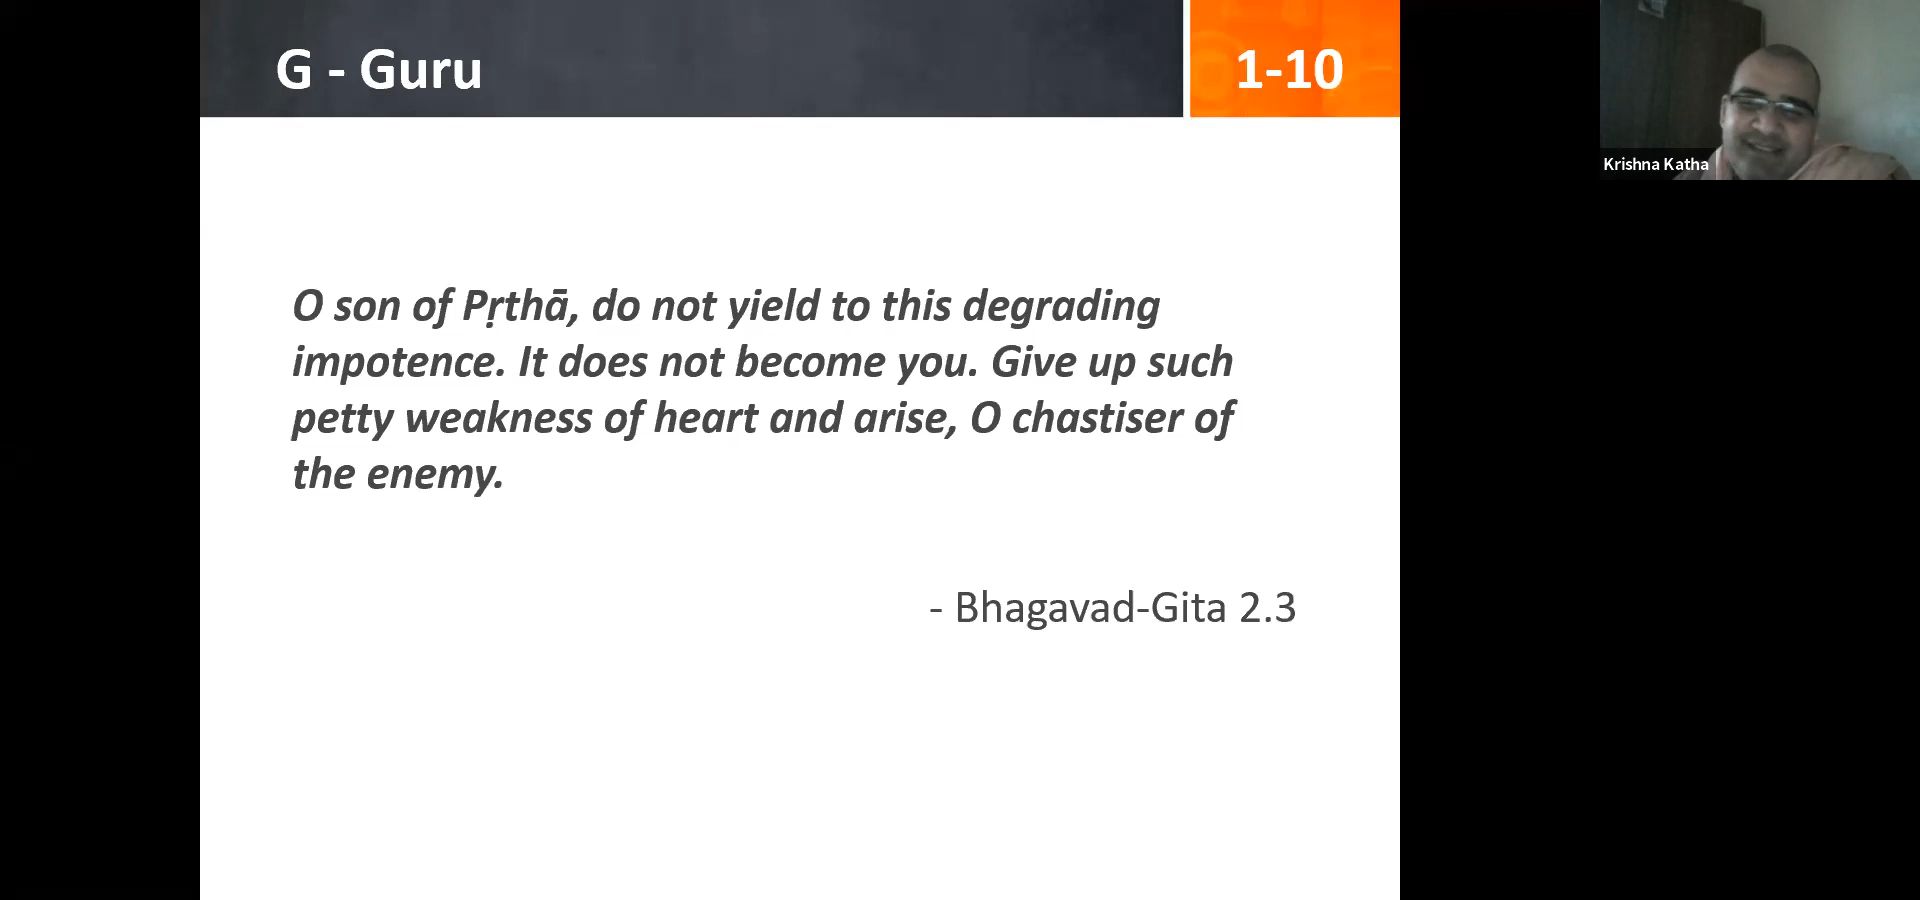 G - Guru
1-10
Krishna Katha
O son of Pṛthā, do not yield to this degrading
impotence. It does not become you. Give up such
petty weakness of heart and arise, O chastiser of
the enemy.
- Bhagavad-Gita 2.3